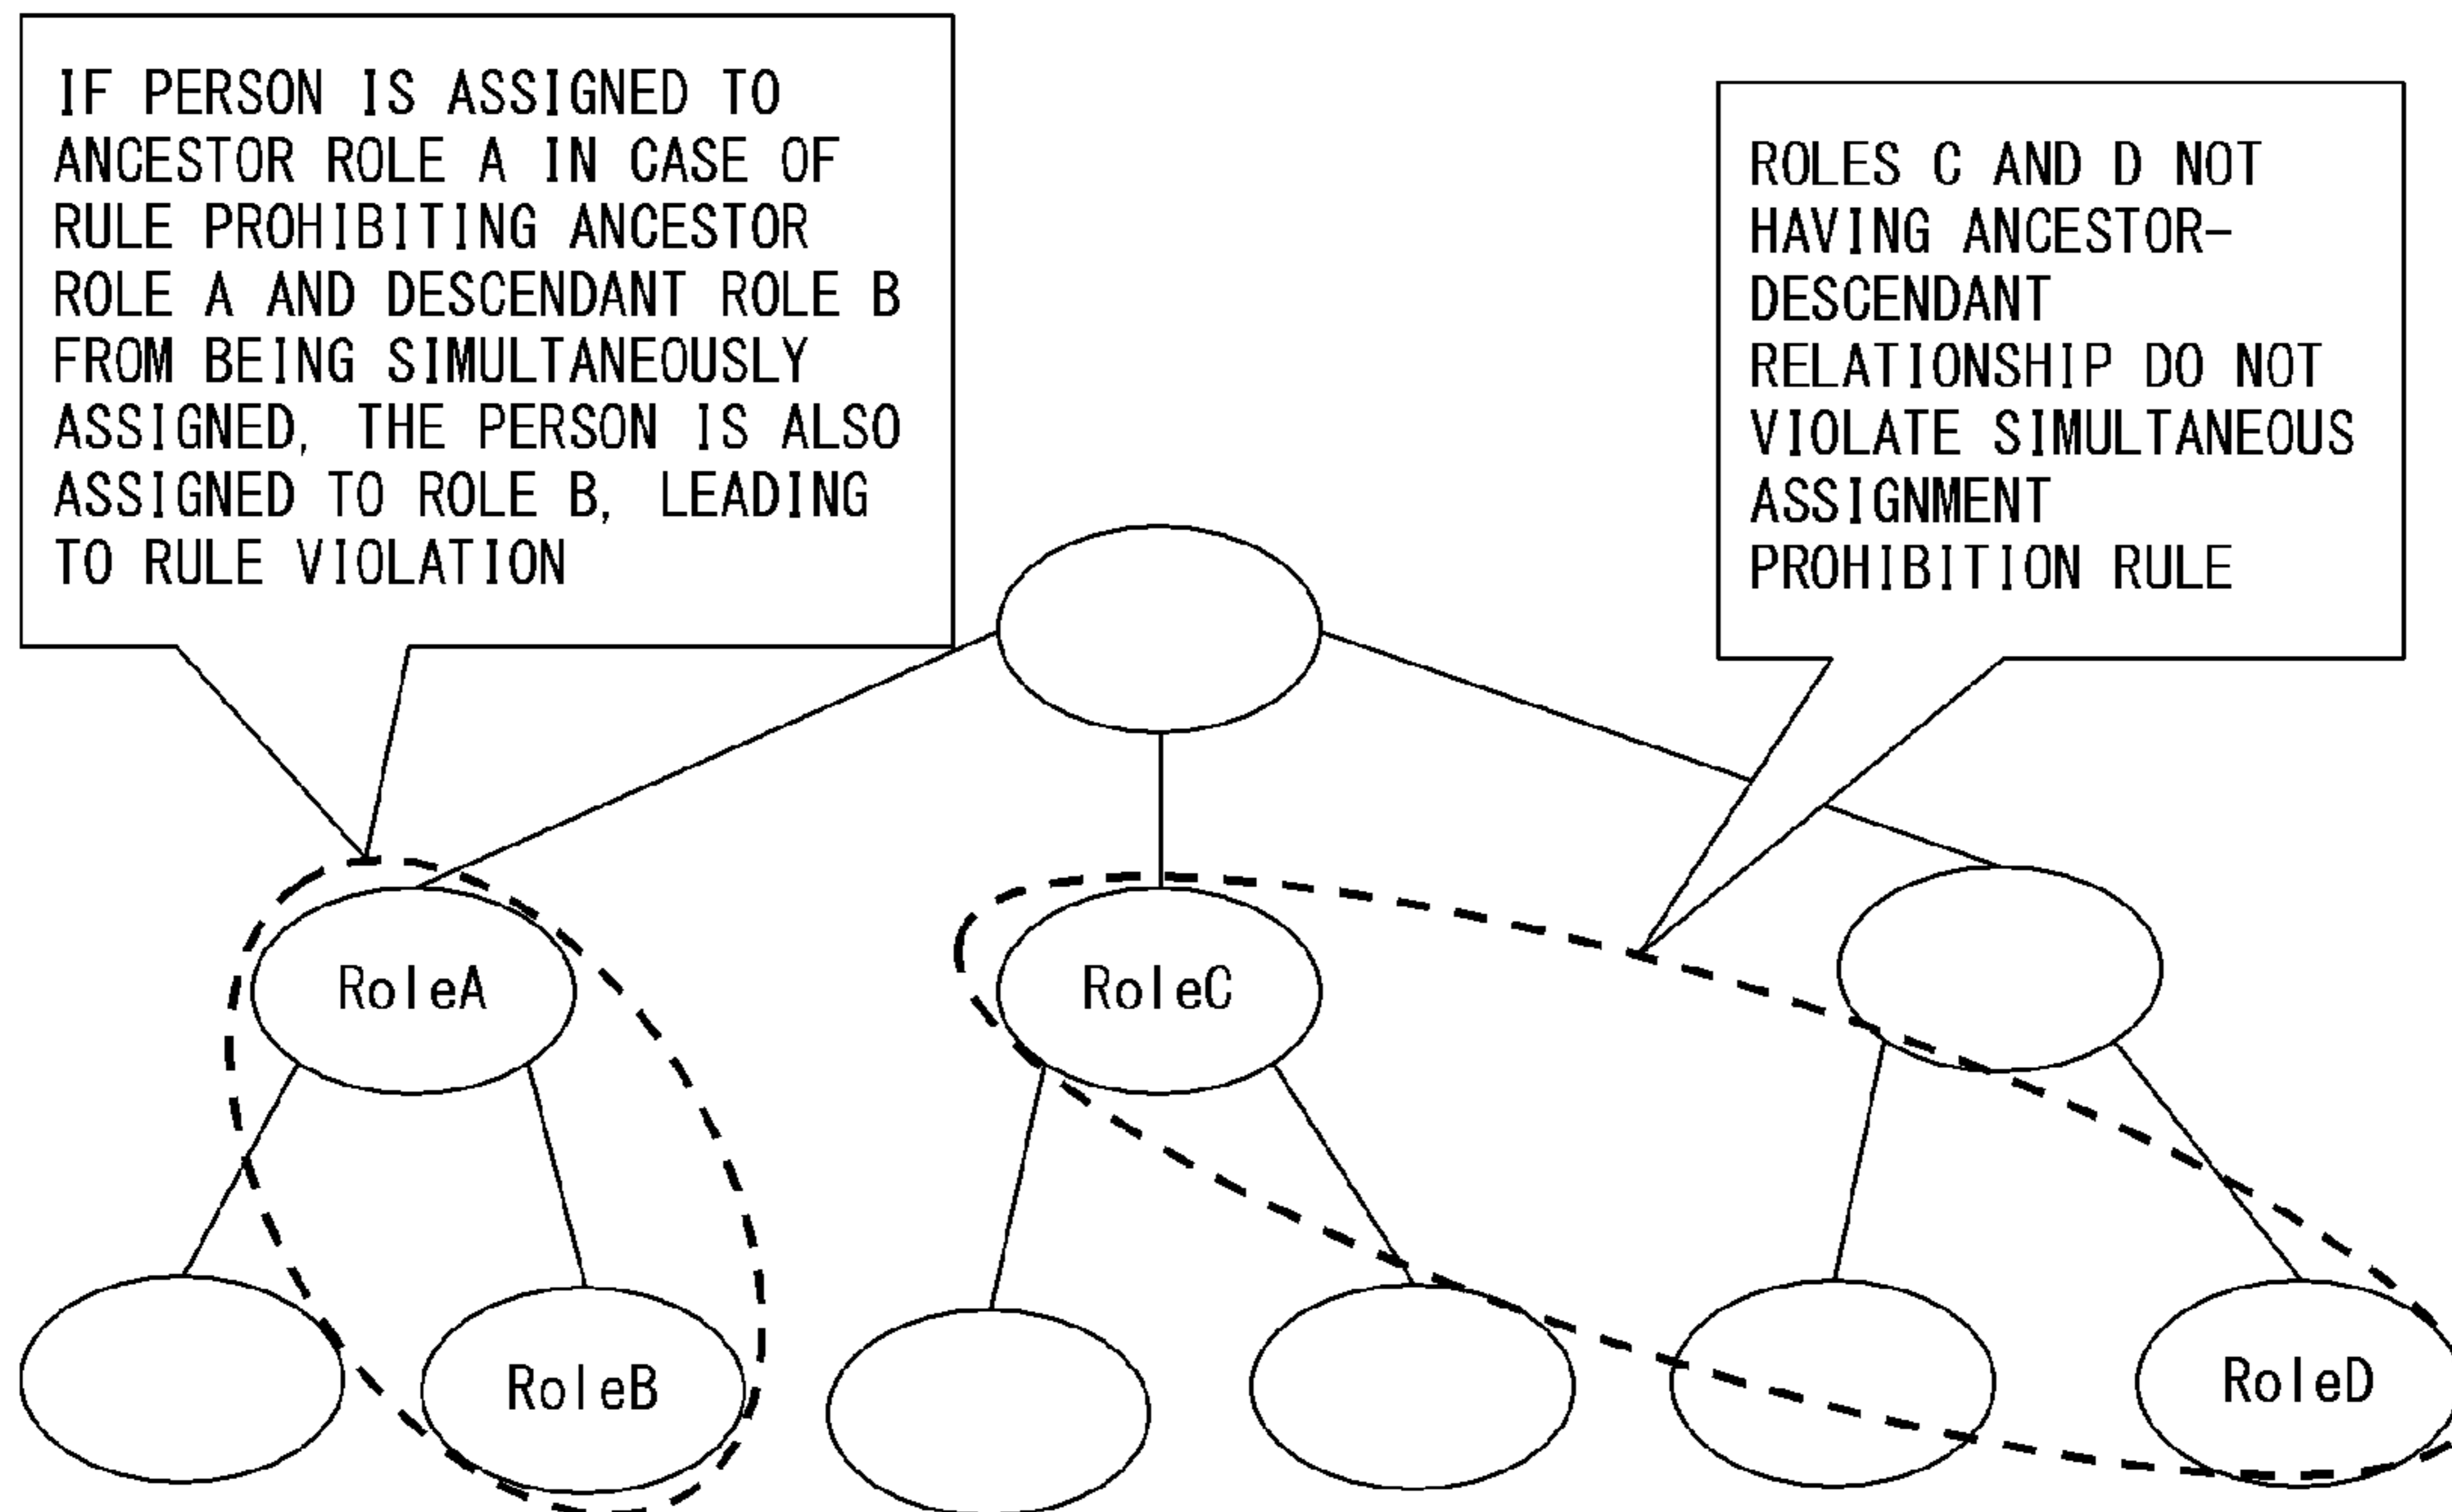 IF PERSON IS ASSIGNED TO
ANCESTOR ROLE A IN CASE OF
RULE PROHIBITING ANCESTOR
ROLE A AND DESCENDANT ROLE B
FROM BEING SIMULTANEOUSLY
ASSIGNED, THE PERSON IS ALSO
ASSIGNED TO ROLE B, LEADING
TO RULE VIOLATION
ROLES C AND D NOT
HAVING ANCESTOR-
DESCENDANT
RELATIONSHIP DO NOT
VIOLATE SIMULTANEOUS
ASSIGNMENT
PROHIBITION RULE
RoleA
RoleC
RoleB
RoleD